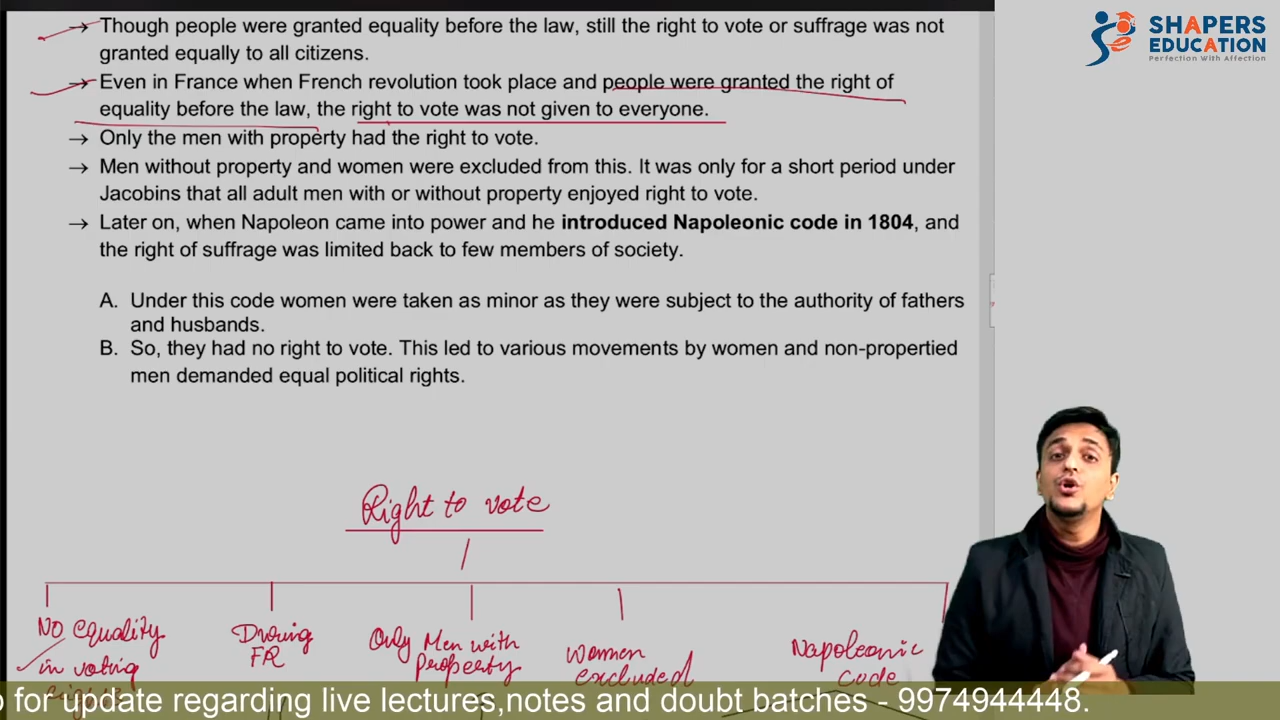 → Though people were granted equality before the law, still the right to vote or suffrage was not
granted equally to all citizens.
→ Even in France when French revolution took place and people were granted the right of
equality before the law, the right to vote was not given to everyone.
→ Only the men with property had the right to vote.
→ Men without property and women were excluded from this. It was only for a short period under
Jacobins that all adult men with or without property enjoyed right to vote.
→ Later on, when Napoleon came into power and he introduced Napoleonic code in 1804, and
the right of suffrage was limited back to few members of society.
A. Under this code women were taken as minor as they were subject to the authority of fathers
and husbands.
B. So, they had no right to vote. This led to various movements by women and non-propertied
men demanded equal political rights.
Right to vote
No equality
in voting
During
FR
Only Men with
property
Women
excluded
Napoleonic
Code
SHAPERS
EDUCATION
Perfection With Affection
o for update regarding live lectures,notes and doubt batches - 9974944448.